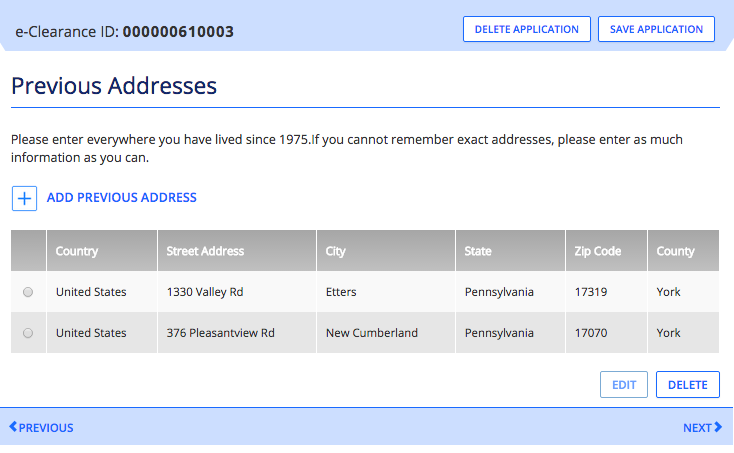 e-Clearance ID: 000000610003
DELETE APPLICATION
SAVE APPLICATION
Previous Addresses
Please enter everywhere you have lived since 1975.If you cannot remember exact addresses, please enter as much
information as you can.
ADD PREVIOUS ADDRESS
Country Street Address City State Zip Code County
United States 1330 Valley Rd Etters Pennsylvania 17319 York
United States 376 Pleasantview Rd New Cumberland Pennsylvania 17070 York
EDIT
DELETE
PREVIOUS
NEXT